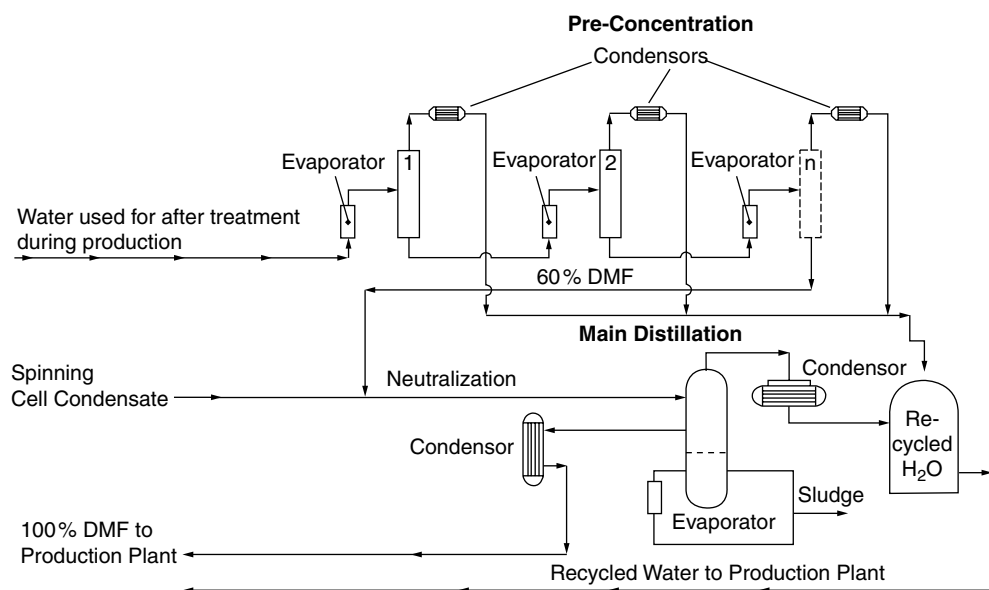 Pre-Concentration
Condensors
1
2
n
Evaporator
Evaporator
Evaporator
Water used for after treatment
during production
60% DMF
Main Distillation
Spinning
Cell Condensate
Neutralization
Condensor
Condensor
Re-
cycled
H₂O
Sludge
Evaporator
100% DMF to
Production Plant
Recycled Water to Production Plant